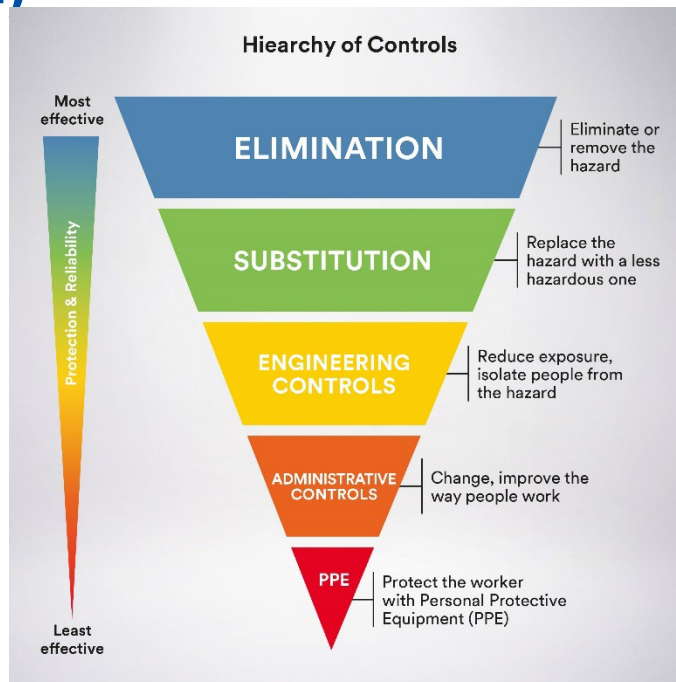 Hiearchy of Controls
Most
effective
Protection & Reliability
Least
effective
ELIMINATION
Eliminate or
remove the
hazard
SUBSTITUTION
Replace the
hazard with a less
hazardous one
ENGINEERING
CONTROLS
Reduce exposure,
isolate people from
the hazard
ADMINISTRATIVE
CONTROLS
Change, improve the
way people work
PPE
Protect the worker
with Personal Protective
Equipment (PPE)